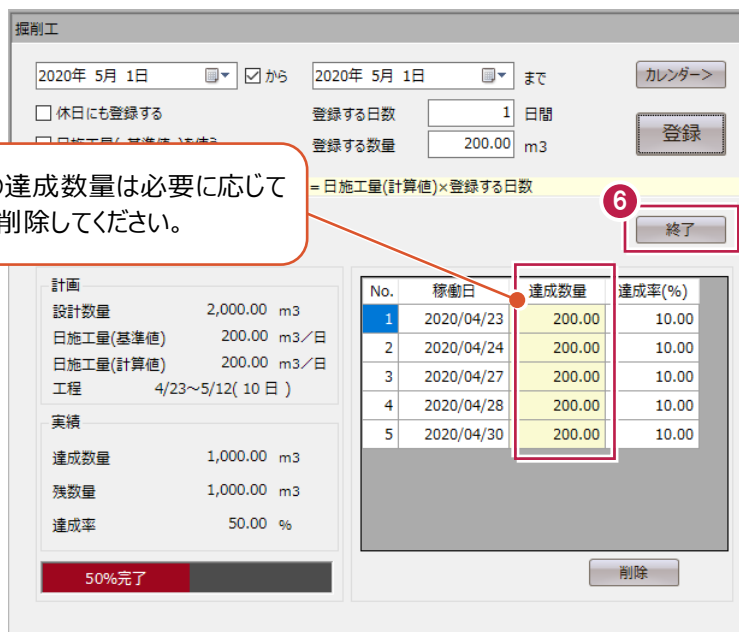 掘削工
2020年 5月 1日 から 2020年 5月 1日 まで カレンダー>
休日にも登録する 登録する日数 1 日間
登録する数量 200.00 m3 登録
達成数量は必要に応じて
削除してください。
=日施工量(計算値)×登録する日数
6
終了
計画
設計数量 2,000.00 m3
日施工量(基準値) 200.00 m3/日
日施工量(計算値) 200.00 m3/日
工程 4/23～5/12( 10 日 )
実績
達成数量 1,000.00 m3
残数量 1,000.00 m3
達成率 50.00 %
50%完了
No. 稼働日 達成数量 達成率(%)
1 2020/04/23 200.00 10.00
2 2020/04/24 200.00 10.00
3 2020/04/27 200.00 10.00
4 2020/04/28 200.00 10.00
5 2020/04/30 200.00 10.00
削除